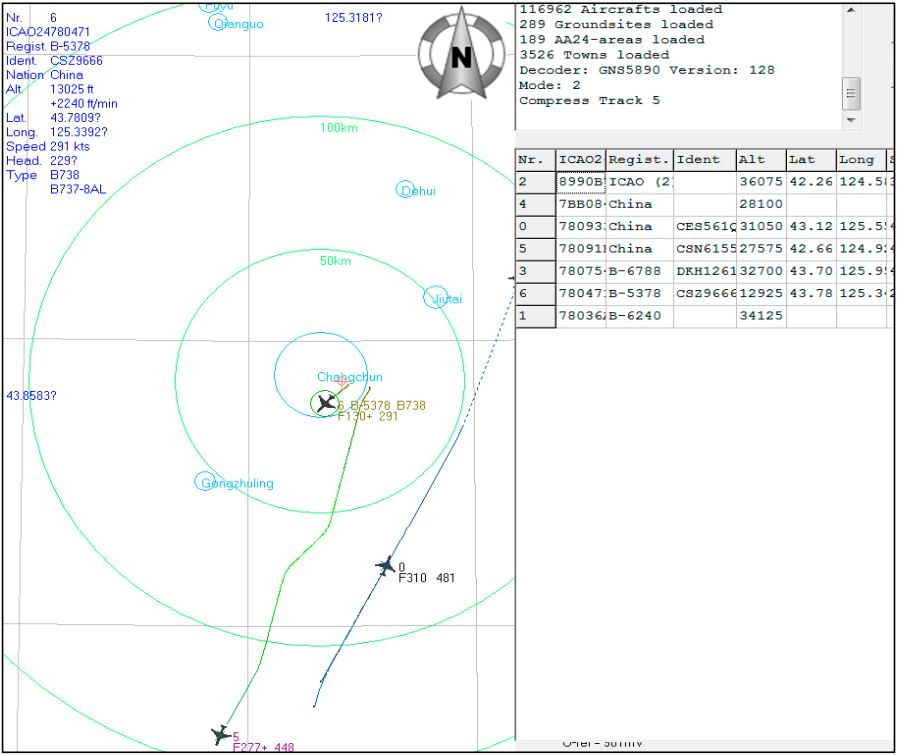 Nr. 6
ICAO24780471
Regist. B-5378
Ident. CSZ9666
Nation China
Alt. 13025 ft
+2240 ft/min
Lat. 43.7809?
Long. 125.3392?
Speed 291 kts
Head. 229?
Type B738
B737-8AL
Qianguo
125.3181?
N
100km
Dehui
50km
Jiutai
Changchun
43.8583?
6 B-5378 B738
F130+ 291
Gongzhuling
0
F310 481
5
F277+ 448
116962 Aircrafts loaded
289 Groundsites loaded
189 AA24-areas loaded
3526 Towns loaded
Decoder: GNS5890 Version: 128
Mode: 2
Compress Track 5
Nr. ICAO2 Regist. Ident Alt Lat Long
2 8990B ICAO (2) 36075 42.26 124.58
4 7BB08 China 28100
0 78093 China CES561Q 31050 43.12 125.5
5 78091 China CSN6155 27575 42.66 124.92
3 78075 B-6788 DKH1261 32700 43.70 125.95
6 78047 B-5378 CSZ9666 12925 43.78 125.34
1 78036 B-6240 34125